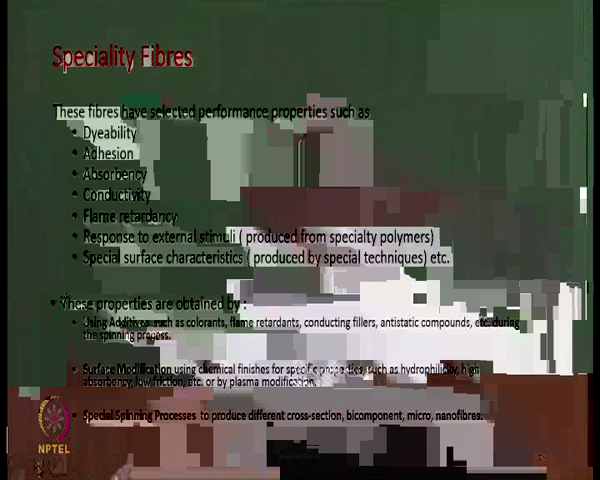 Speciality Fibres
These fibres have selected performance properties such as
• Dyeability
• Adhesion
• Absorbency
• Conductivity
• Flame retardancy
• Response to external stimuli ( produced from specialty polymers)
• Special surface characteristics ( produced by special techniques) etc.
• These properties are obtained by :
• Using Additives such as colorants, flame retardants, conducting fillers, antistatic compounds, etc. during
the spinning process.
• Surface Modification using chemical finishes for specific properties, such as hydrophilicity, high
absorbency, low friction, etc. or by plasma modification.
• Special Spinning Processes to produce different cross-section, bicomponent, micro, nanofibres.
NPTEL